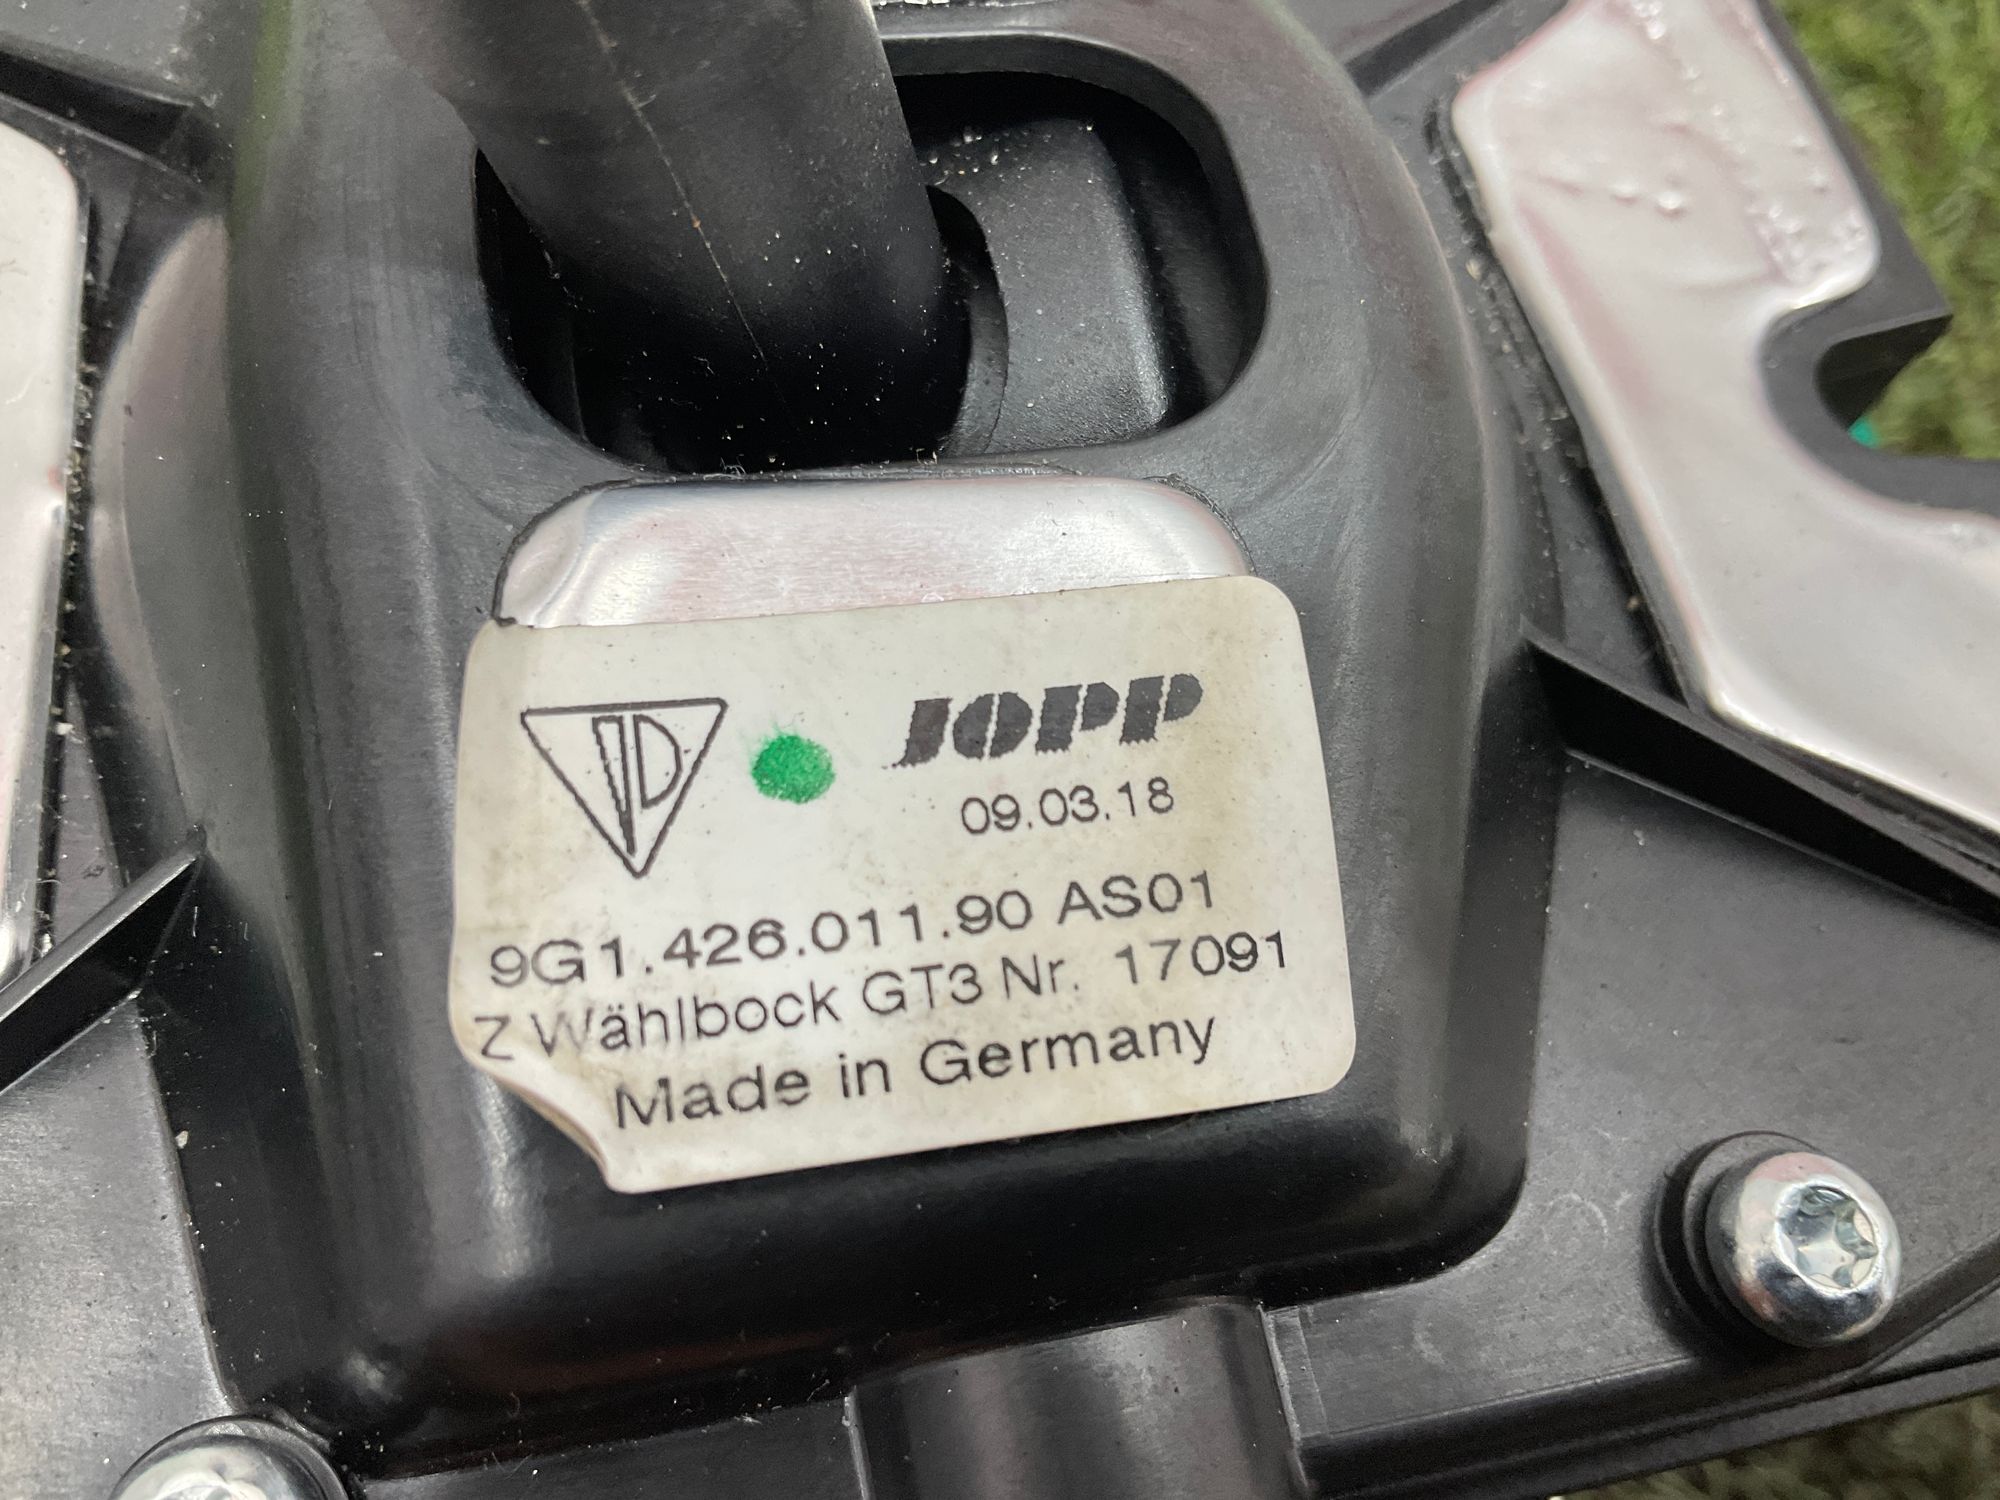 JOPP
09.03.18
9G1.426.011.90 AS01
Z Wählbock GT3 Nr. 17091
Made in Germany